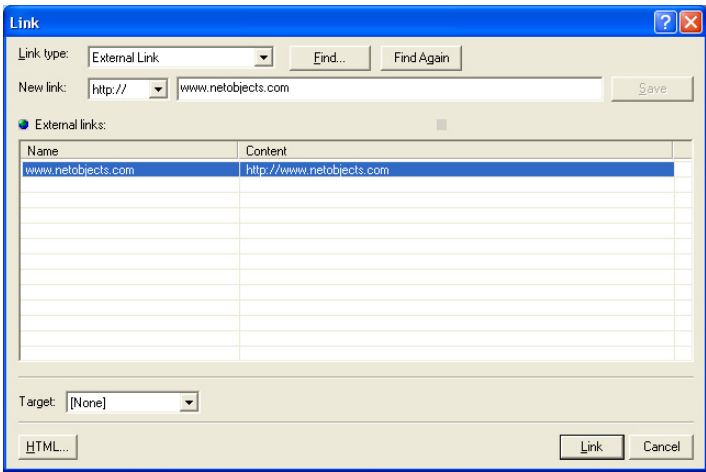 Link
Link type: External Link Find... Find Again
New link: http:// www.netobjects.com Save
External links:
Name Content
www.netobjects.com http://www.netobjects.com
Target: [None]
HTML... Link Cancel